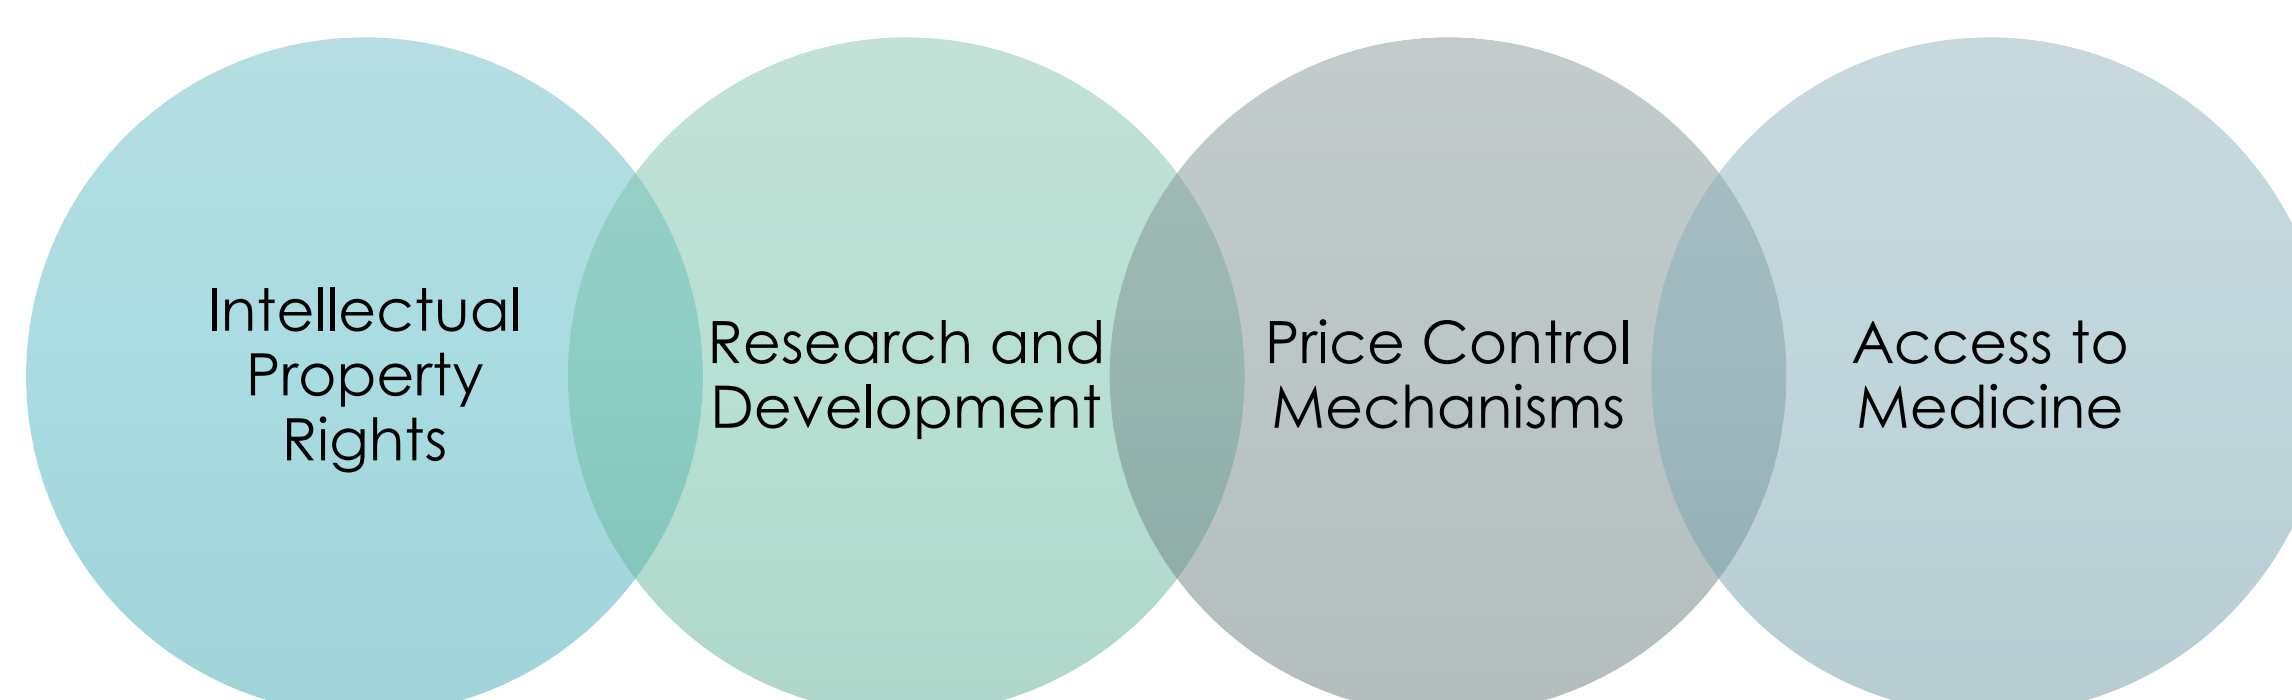 Intellectual
Property
Rights
Research and
Development
Price Control
Mechanisms
Access to
Medicine